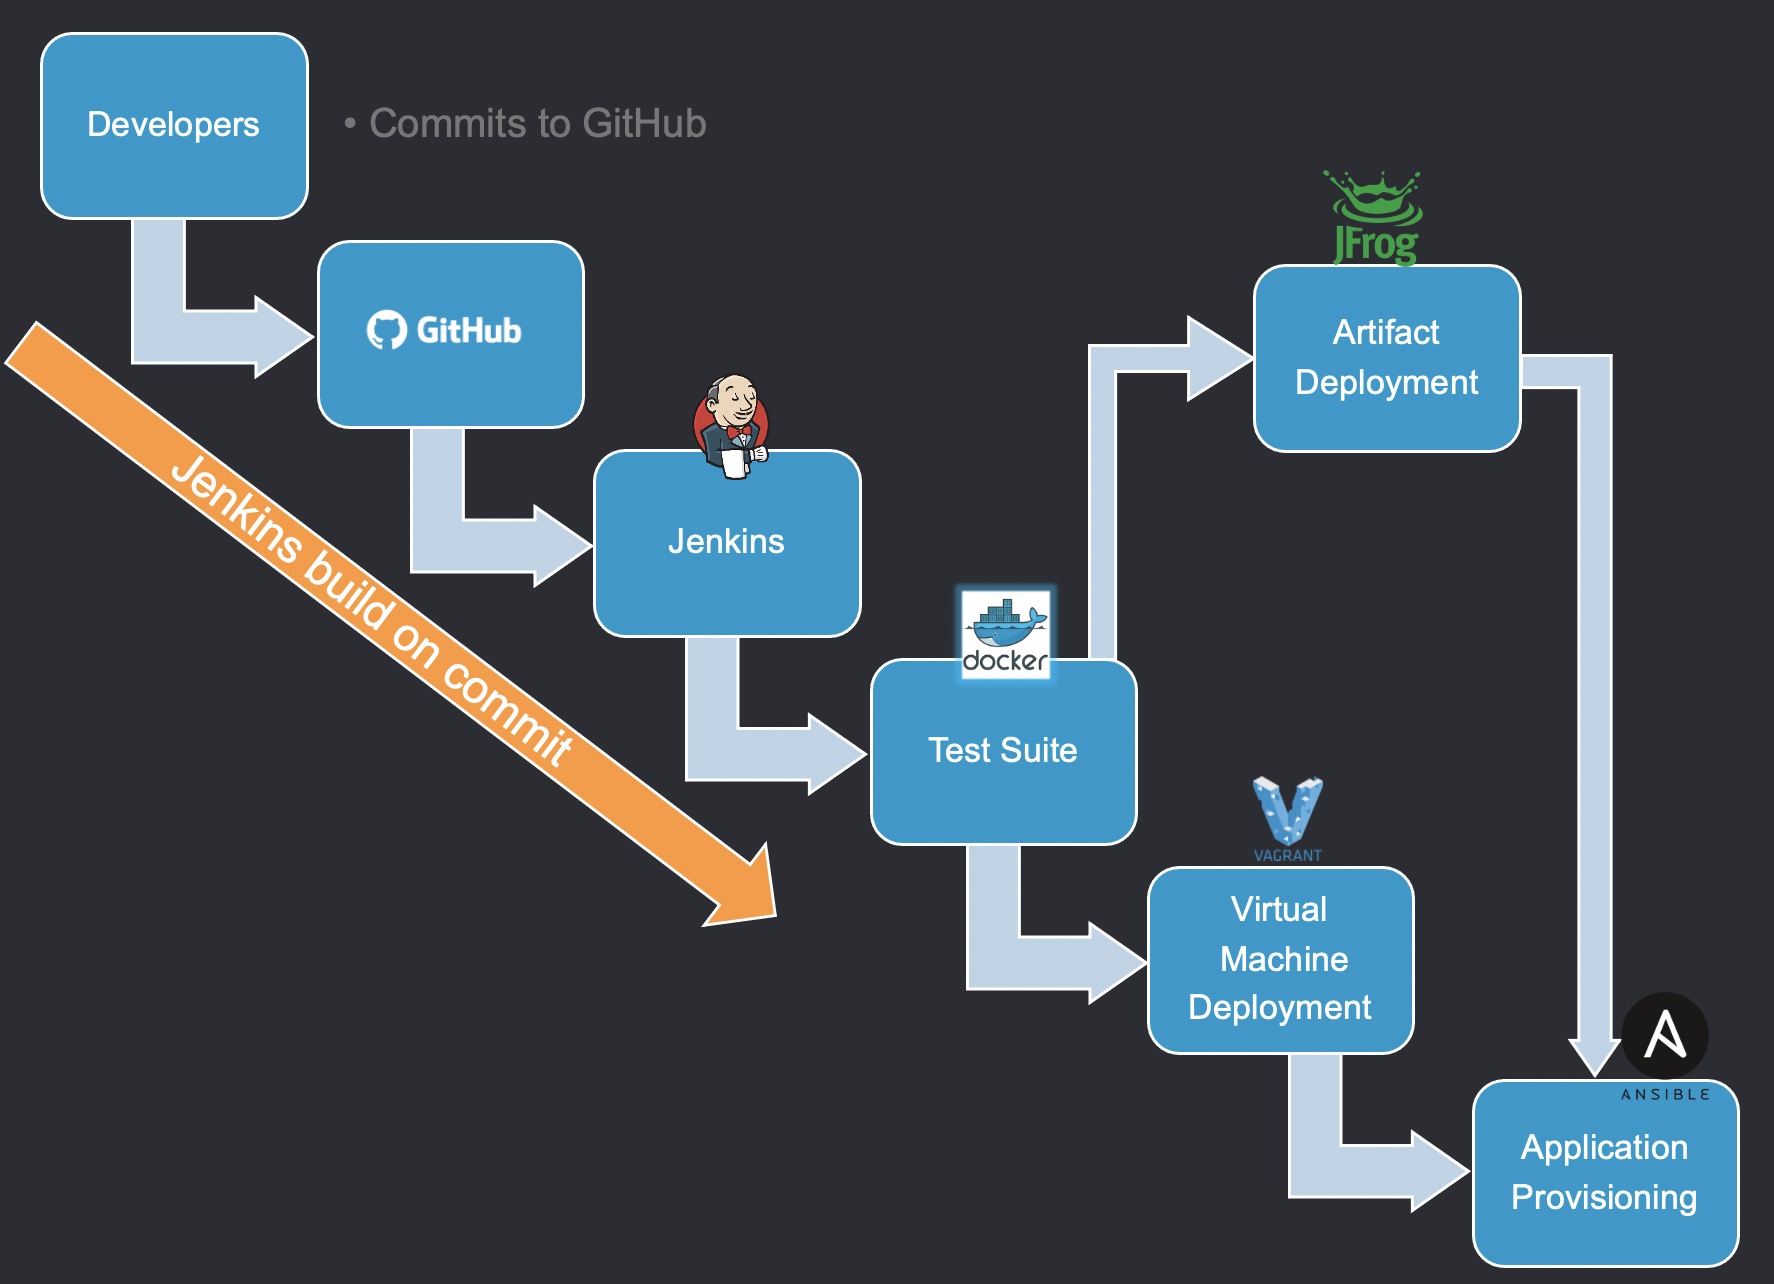 Developers
• Commits to GitHub
GitHub
Jenkins
Jenkins build on commit
docker
Test Suite
JFrog
Artifact
Deployment
VAGRANT
Virtual
Machine
Deployment
ANSIBLE
Application
Provisioning